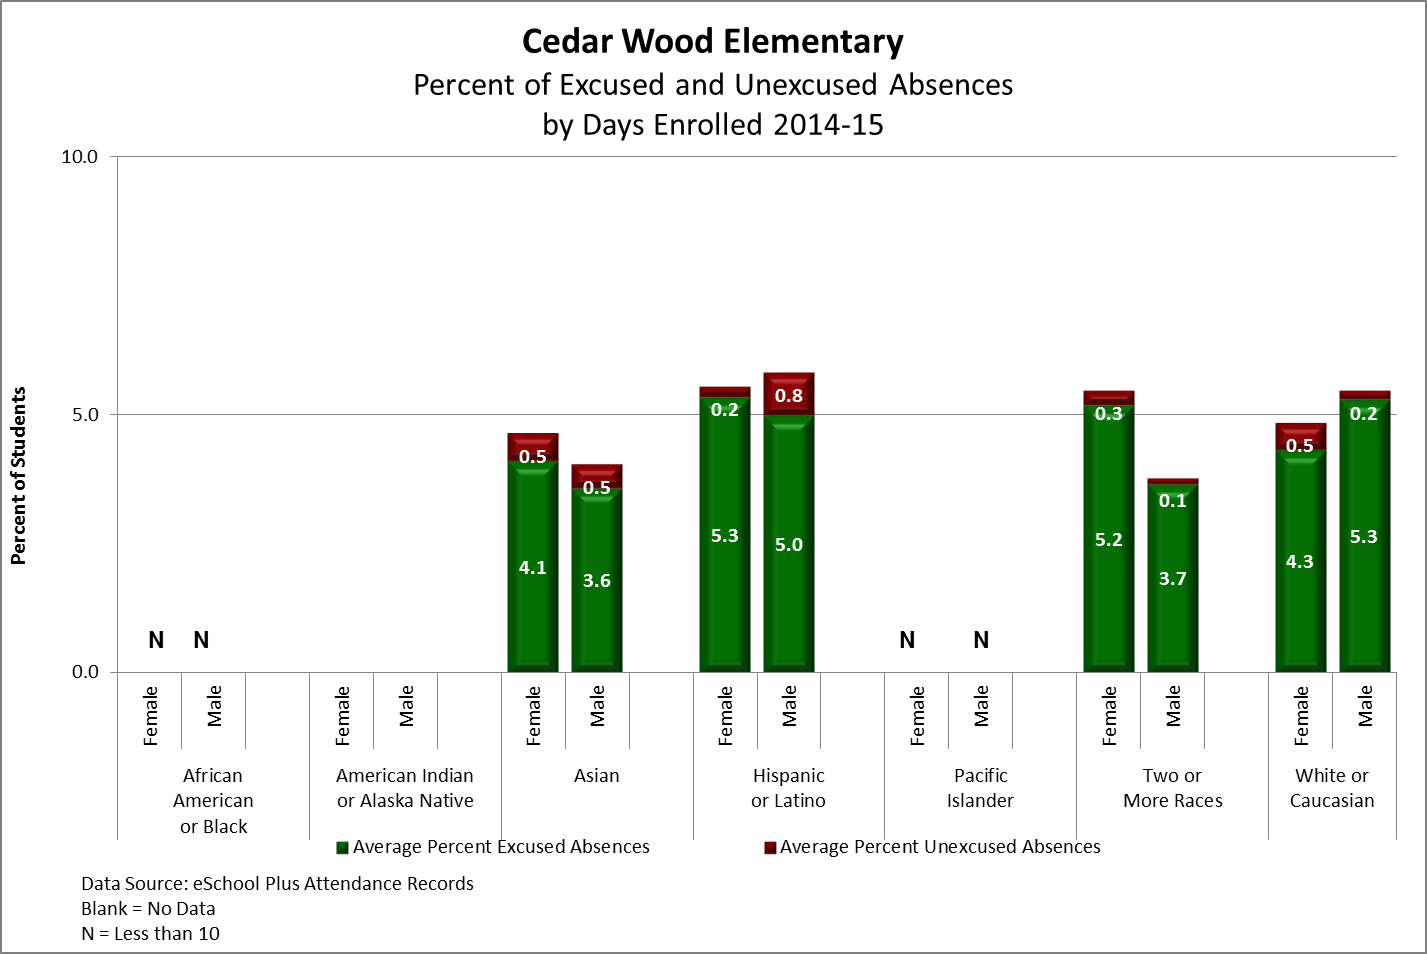 Cedar Wood Elementary
Percent of Excused and Unexcused Absences
by Days Enrolled 2014-15
10.0
5.0
0.0
Percent of Students
0.5
4.1
0.5
3.6
0.2
5.3
0.8
5.0
0.3
5.2
0.1
3.7
0.5
4.3
0.2
5.3
N
N
N
N
Female
Male
Female
Male
Female
Male
Female
Male
Female
Male
Female
Male
Female
Male
African
American
or Black
American Indian
or Alaska Native
Asian
Hispanic
or Latino
Pacific
Islander
Two or
More Races
White or
Caucasian
Average Percent Excused Absences
Average Percent Unexcused Absences
Data Source: eSchool Plus Attendance Records
Blank = No Data
N = Less than 10